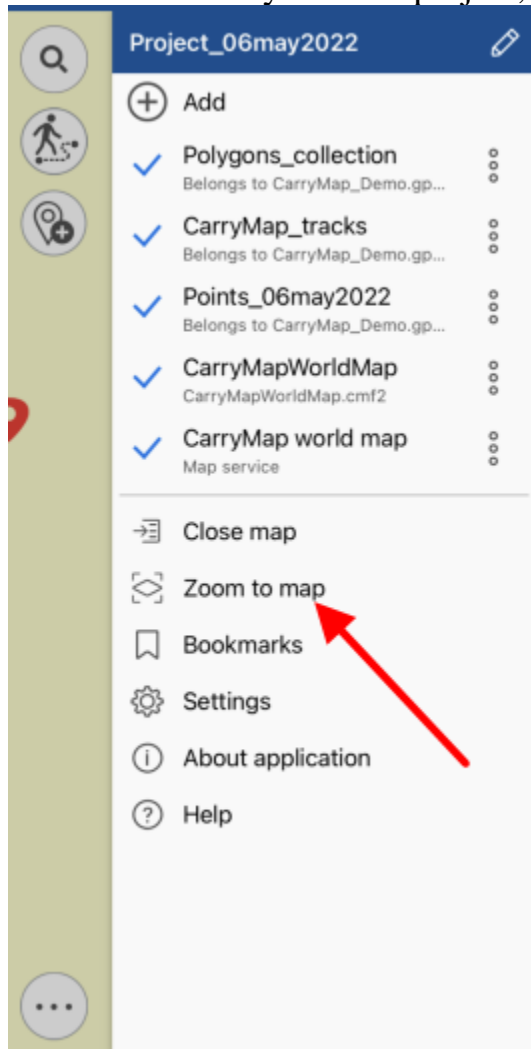 Project_06may2022
Add
Polygons_collection
Belongs to CarryMap_Demo.gp...
CarryMap_tracks
Belongs to CarryMap_Demo.gp...
Points_06may2022
Belongs to CarryMap_Demo.gp...
CarryMapWorldMap
CarryMapWorldMap.cmf2
CarryMap world map
Map service
Close map
Zoom to map
Bookmarks
Settings
About application
Help